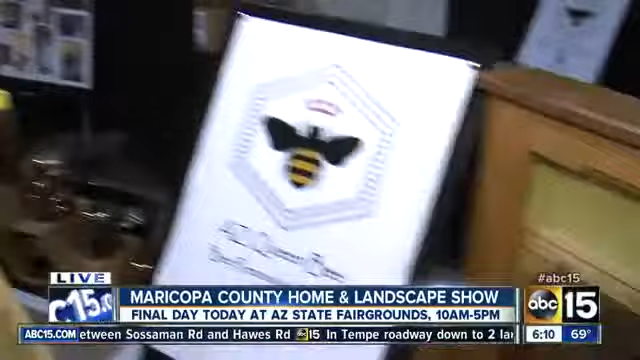 #abc15
LIVE
MARICOPA COUNTY HOME & LANDSCAPE SHOW
abc 15
FINAL DAY TODAY AT AZ STATE FAIRGROUNDS, 10AM-5PM
ABC15.COM etween Sossaman Rd and Hawes Rd abc15 In Tempe roadway down to 2 la 6:10 69°